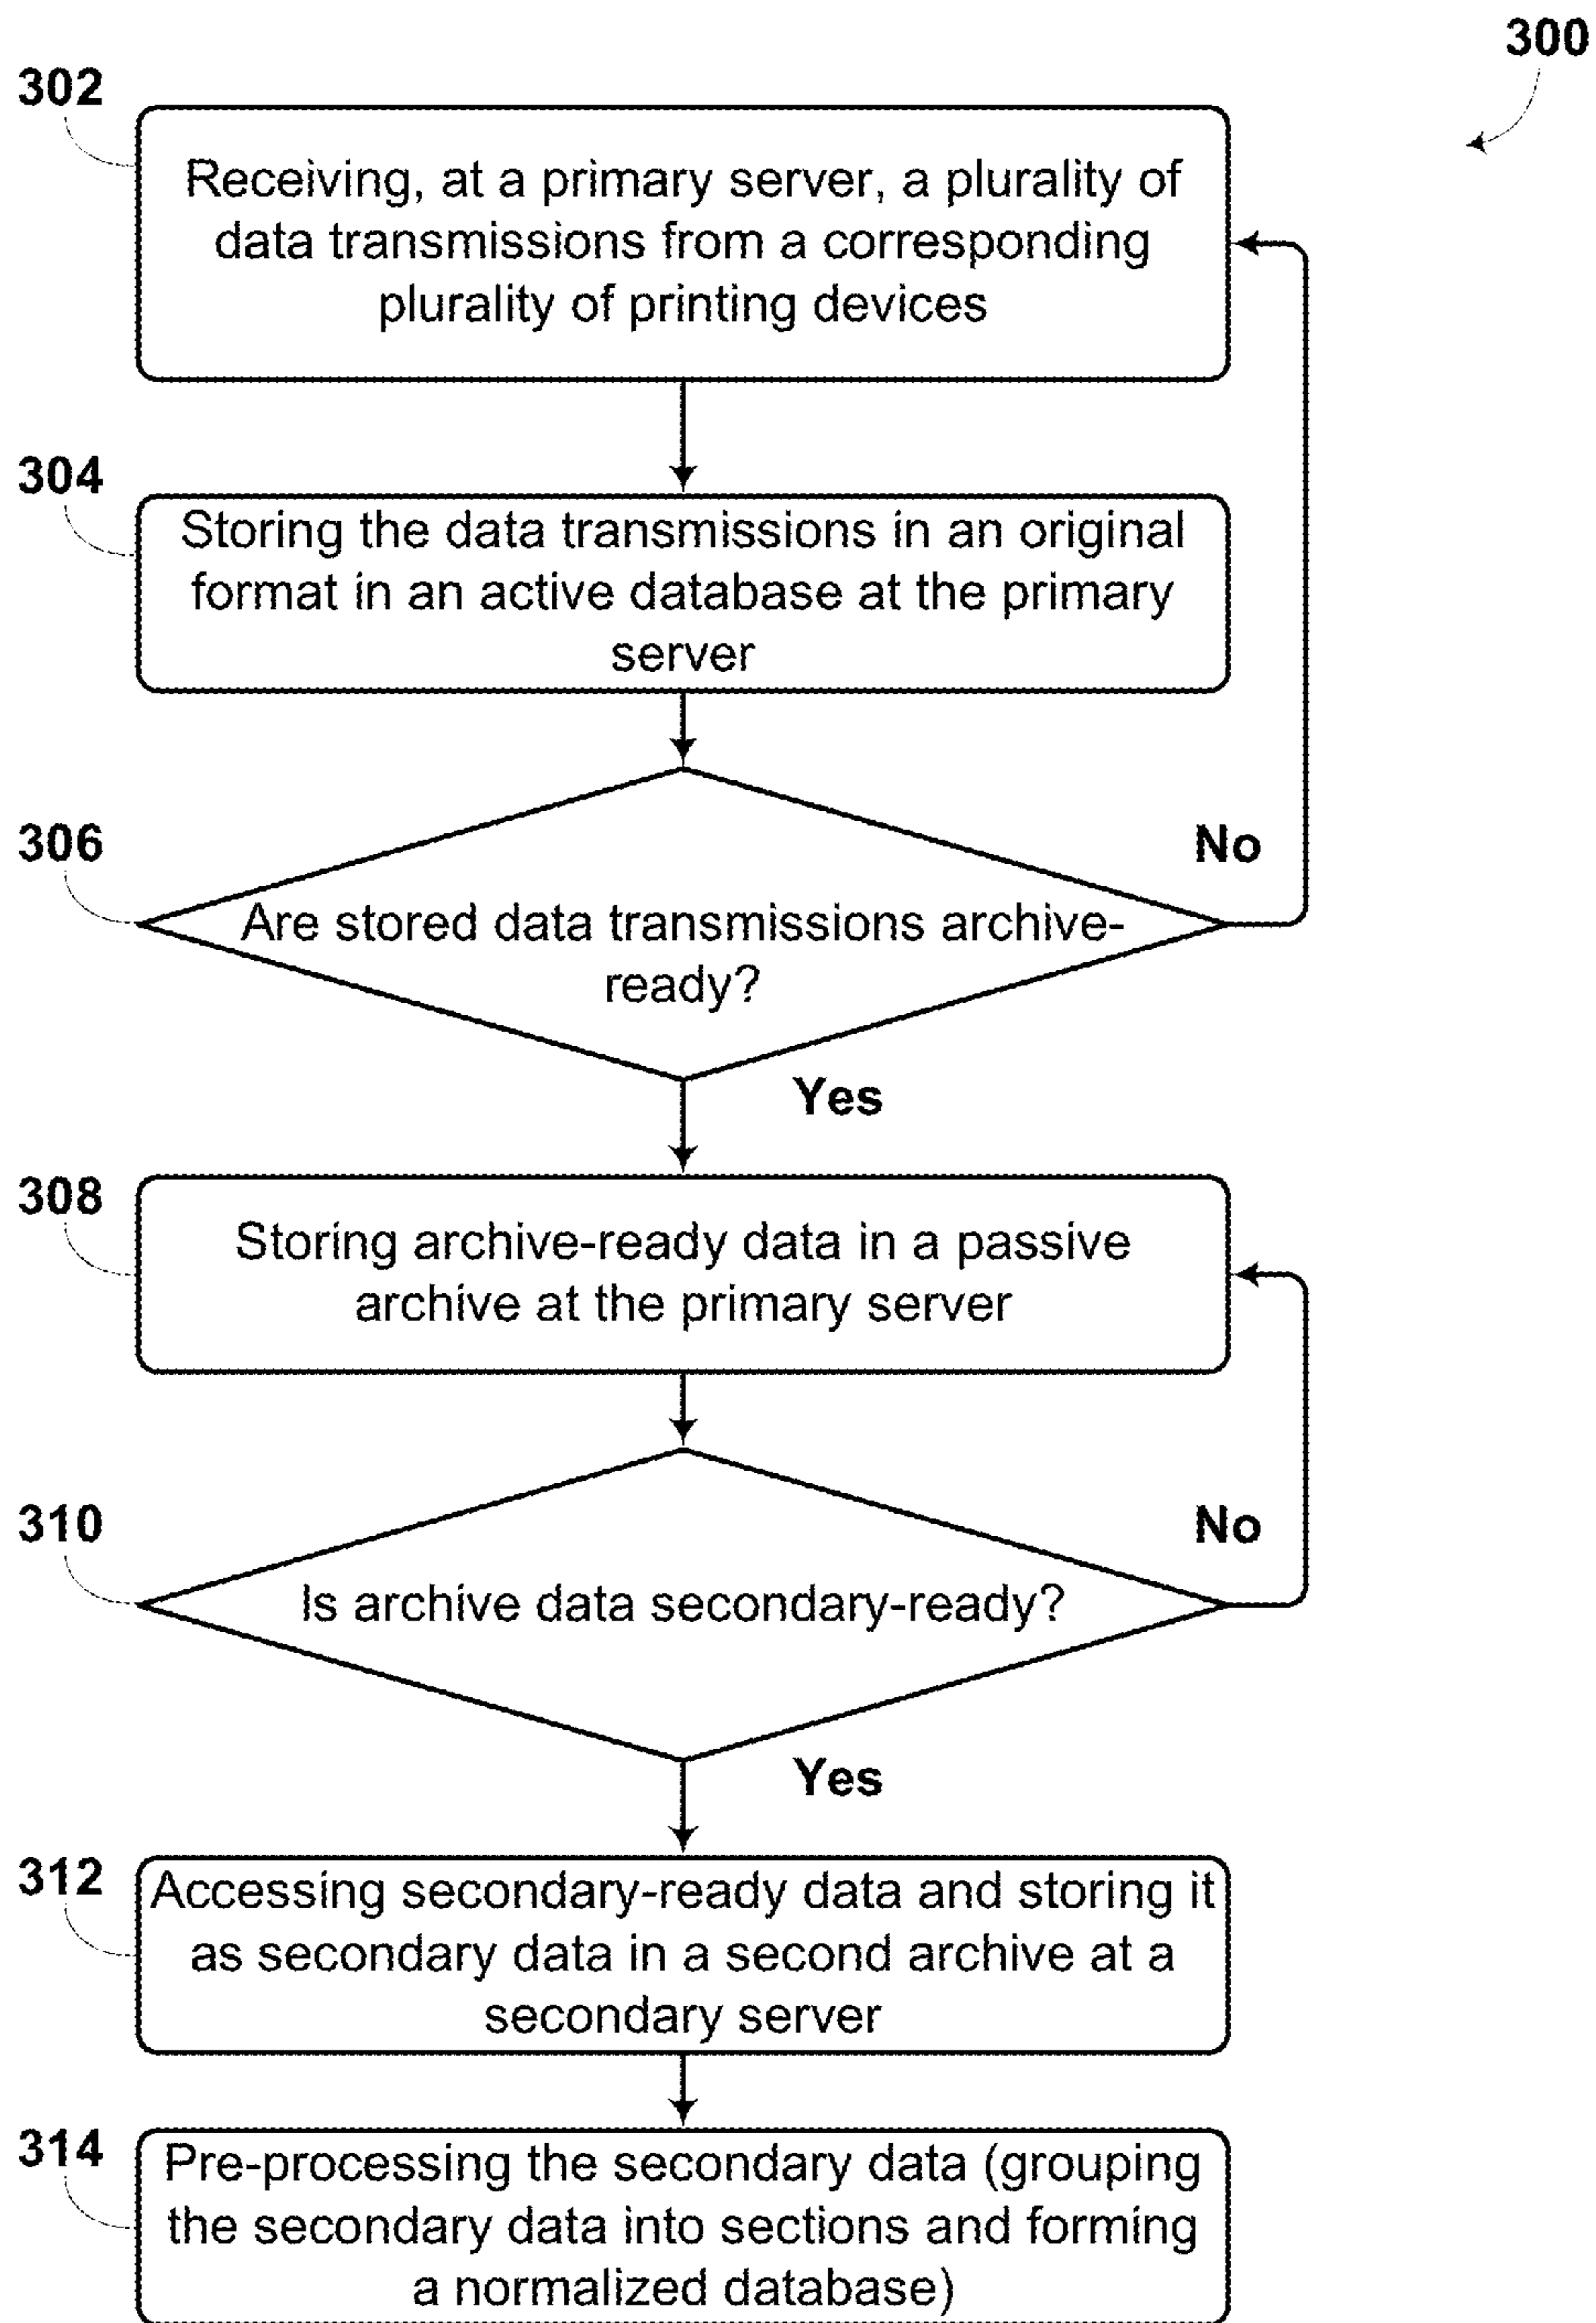 300
302
Receiving, at a primary server, a plurality of
data transmissions from a corresponding
plurality of printing devices
304
Storing the data transmissions in an original
format in an active database at the primary
server
306
No
Are stored data transmissions archive-
ready?
Yes
308
Storing archive-ready data in a passive
archive at the primary server
310
No
Is archive data secondary-ready?
Yes
312
Accessing secondary-ready data and storing it
as secondary data in a second archive at a
secondary server
314
Pre-processing the secondary data (grouping
the secondary data into sections and forming
a normalized database)